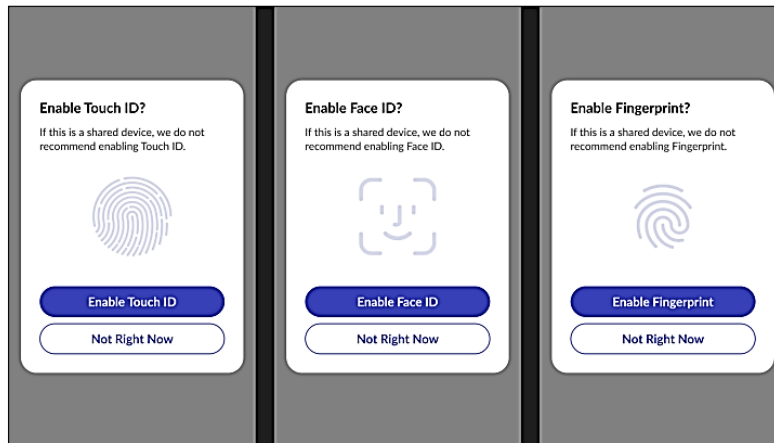 Enable Touch ID?
If this is a shared device, we do not
recommend enabling Touch ID.
Enable Touch ID
Not Right Now
Enable Face ID?
If this is a shared device, we do not
recommend enabling Face ID.
Enable Face ID
Not Right Now
Enable Fingerprint?
If this is a shared device, we do not
recommend enabling Fingerprint.
Enable Fingerprint
Not Right Now